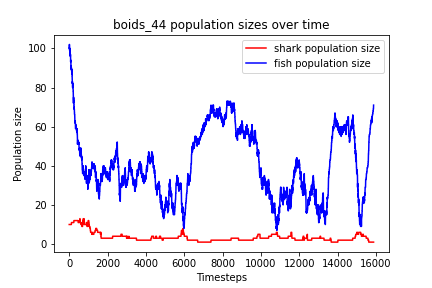 boids_44 population sizes over time
shark population size
fish population size
Population size
100
80
60
40
20
0
0 2000 4000 6000 8000 10000 12000 14000 16000
Timesteps